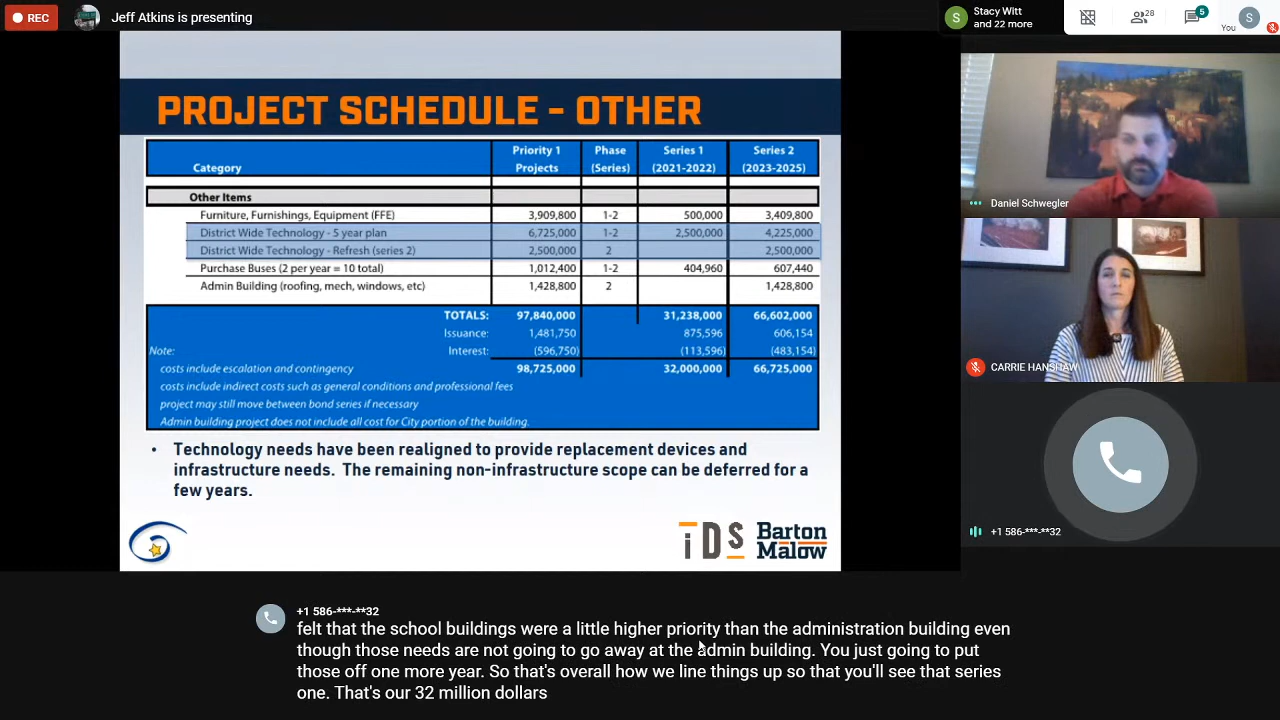 REC
Jeff Atkins is presenting
S
Stacy Witt
and 22 more
28
5
You
S
PROJECT SCHEDULE - OTHER
Category
Priority 1
Projects
Phase
(Series)
Series 1
(2021-2022)
Series 2
(2023-2025)
Other Items
Furniture, Furnishings, Equipment (FFE) 3,909,800 1-2 500,000 3,409,800
District Wide Technology - 5 year plan 6,725,000 1-2 2,500,000 4,225,000
District Wide Technology - Refresh (series 2) 2,500,000 2 2,500,000
Purchase Buses (2 per year = 10 total) 1,012,400 1-2 404,960 607,440
Admin Building (roofing, mech, windows, etc) 1,428,800 2 1,428,800
TOTALS: 97,840,000 31,238,000 66,602,000
Issuance: 1,481,750 875,596 606,154
Note: Interest: (596,750) (113,596) (483,154)
costs include escalation and contingency 98,725,000 32,000,000 66,725,000
costs include indirect costs such as general conditions and professional fees
project may still move between bond series if necessary
Admin building project does not include all cost for City portion of the building.
• Technology needs have been realigned to provide replacement devices and
infrastructure needs. The remaining non-infrastructure scope can be deferred for a
few years.
iDS
Barton
Malow
Daniel Schwegler
CARRIE HANSHAW
+1 586-***-**32
+1 586-***-**32
felt that the school buildings were a little higher priority than the administration building even
though those needs are not going to go away at the admin building. You just going to put
those off one more year. So that's overall how we line things up so that you'll see that series
one. That's our 32 million dollars